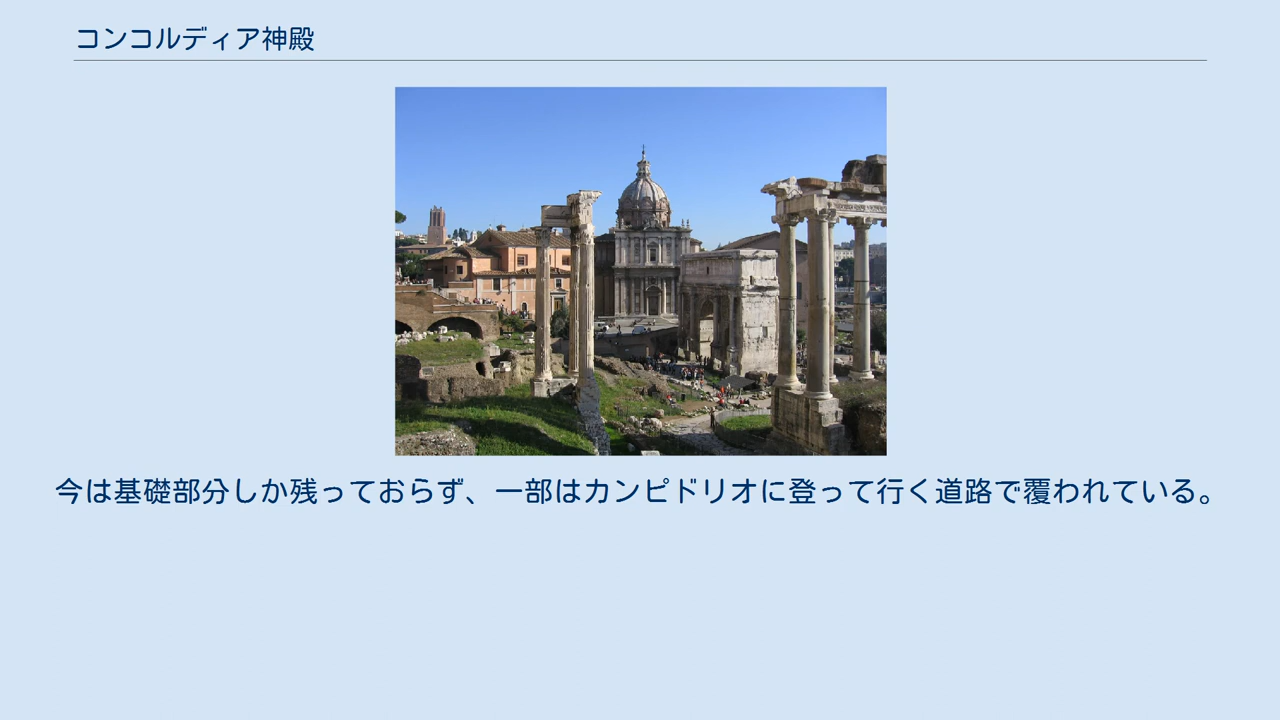 コンコルディア神殿
今は基礎部分しか残っておらず、一部はカンピドリオに登って行く道路で覆われている。